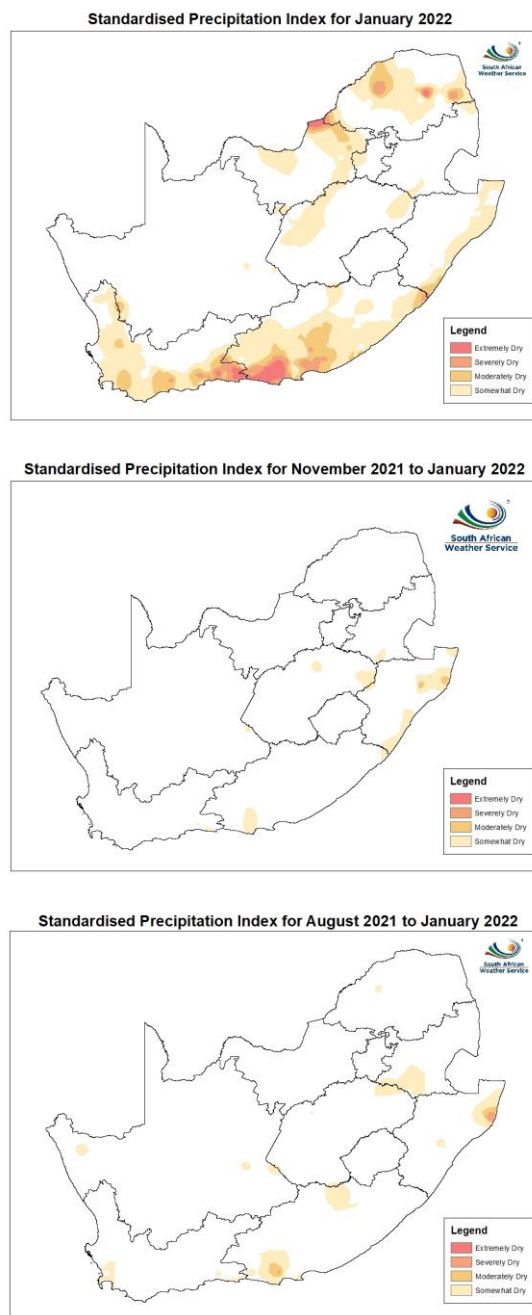 Standardised Precipitation Index for January 2022
South African
Weather Service
Legend
Extremely Dry
Severely Dry
Moderately Dry
Somewhat Dry
Standardised Precipitation Index for November 2021 to January 2022
South African
Weather Service
Legend
Extremely Dry
Severely Dry
Moderately Dry
Somewhat Dry
Standardised Precipitation Index for August 2021 to January 2022
South African
Weather Service
Legend
Extremely Dry
Severely Dry
Moderately Dry
Somewhat Dry